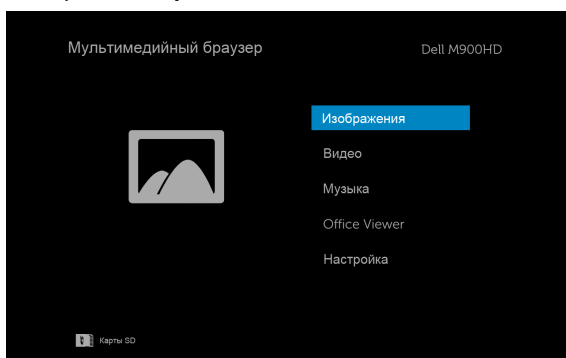 Мультимедийный браузер
Dell M900HD
Изображения
Видео
Музыка
Office Viewer
Настройка
Карты SD